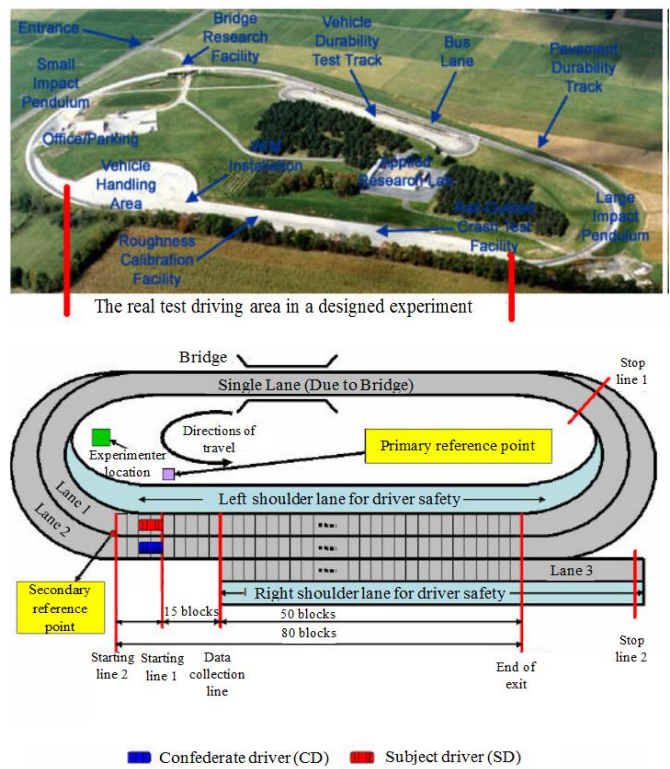 Entrance
Bridge
Research
Facility
Vehicle
Durability
Test Track
Bus
Lane
Pavement
Durability
Track
Small
Impact
Pendulum
Office/Parking
WIM
Installation
Vehicle
Handling
Area
Applied
Research Lab
Roughness
Calibration
Facility
Rail-Guided
Crash Test
Facility
Large
Impact
Pendulum
The real test driving area in a designed experiment
Bridge
Single Lane (Due to Bridge)
Stop
line 1
Directions of
travel
Primary reference point
Experimenter
location
Left shoulder lane for driver safety
Lane 1
Lane 2
Lane 3
Secondary
reference
point
Right shoulder lane for driver safety
15 blocks
50 blocks
80 blocks
Starting
line 2
Starting
line 1
Data
collection
line
End of
exit
Stop
line 2
Confederate driver (CD)
Subject driver (SD)